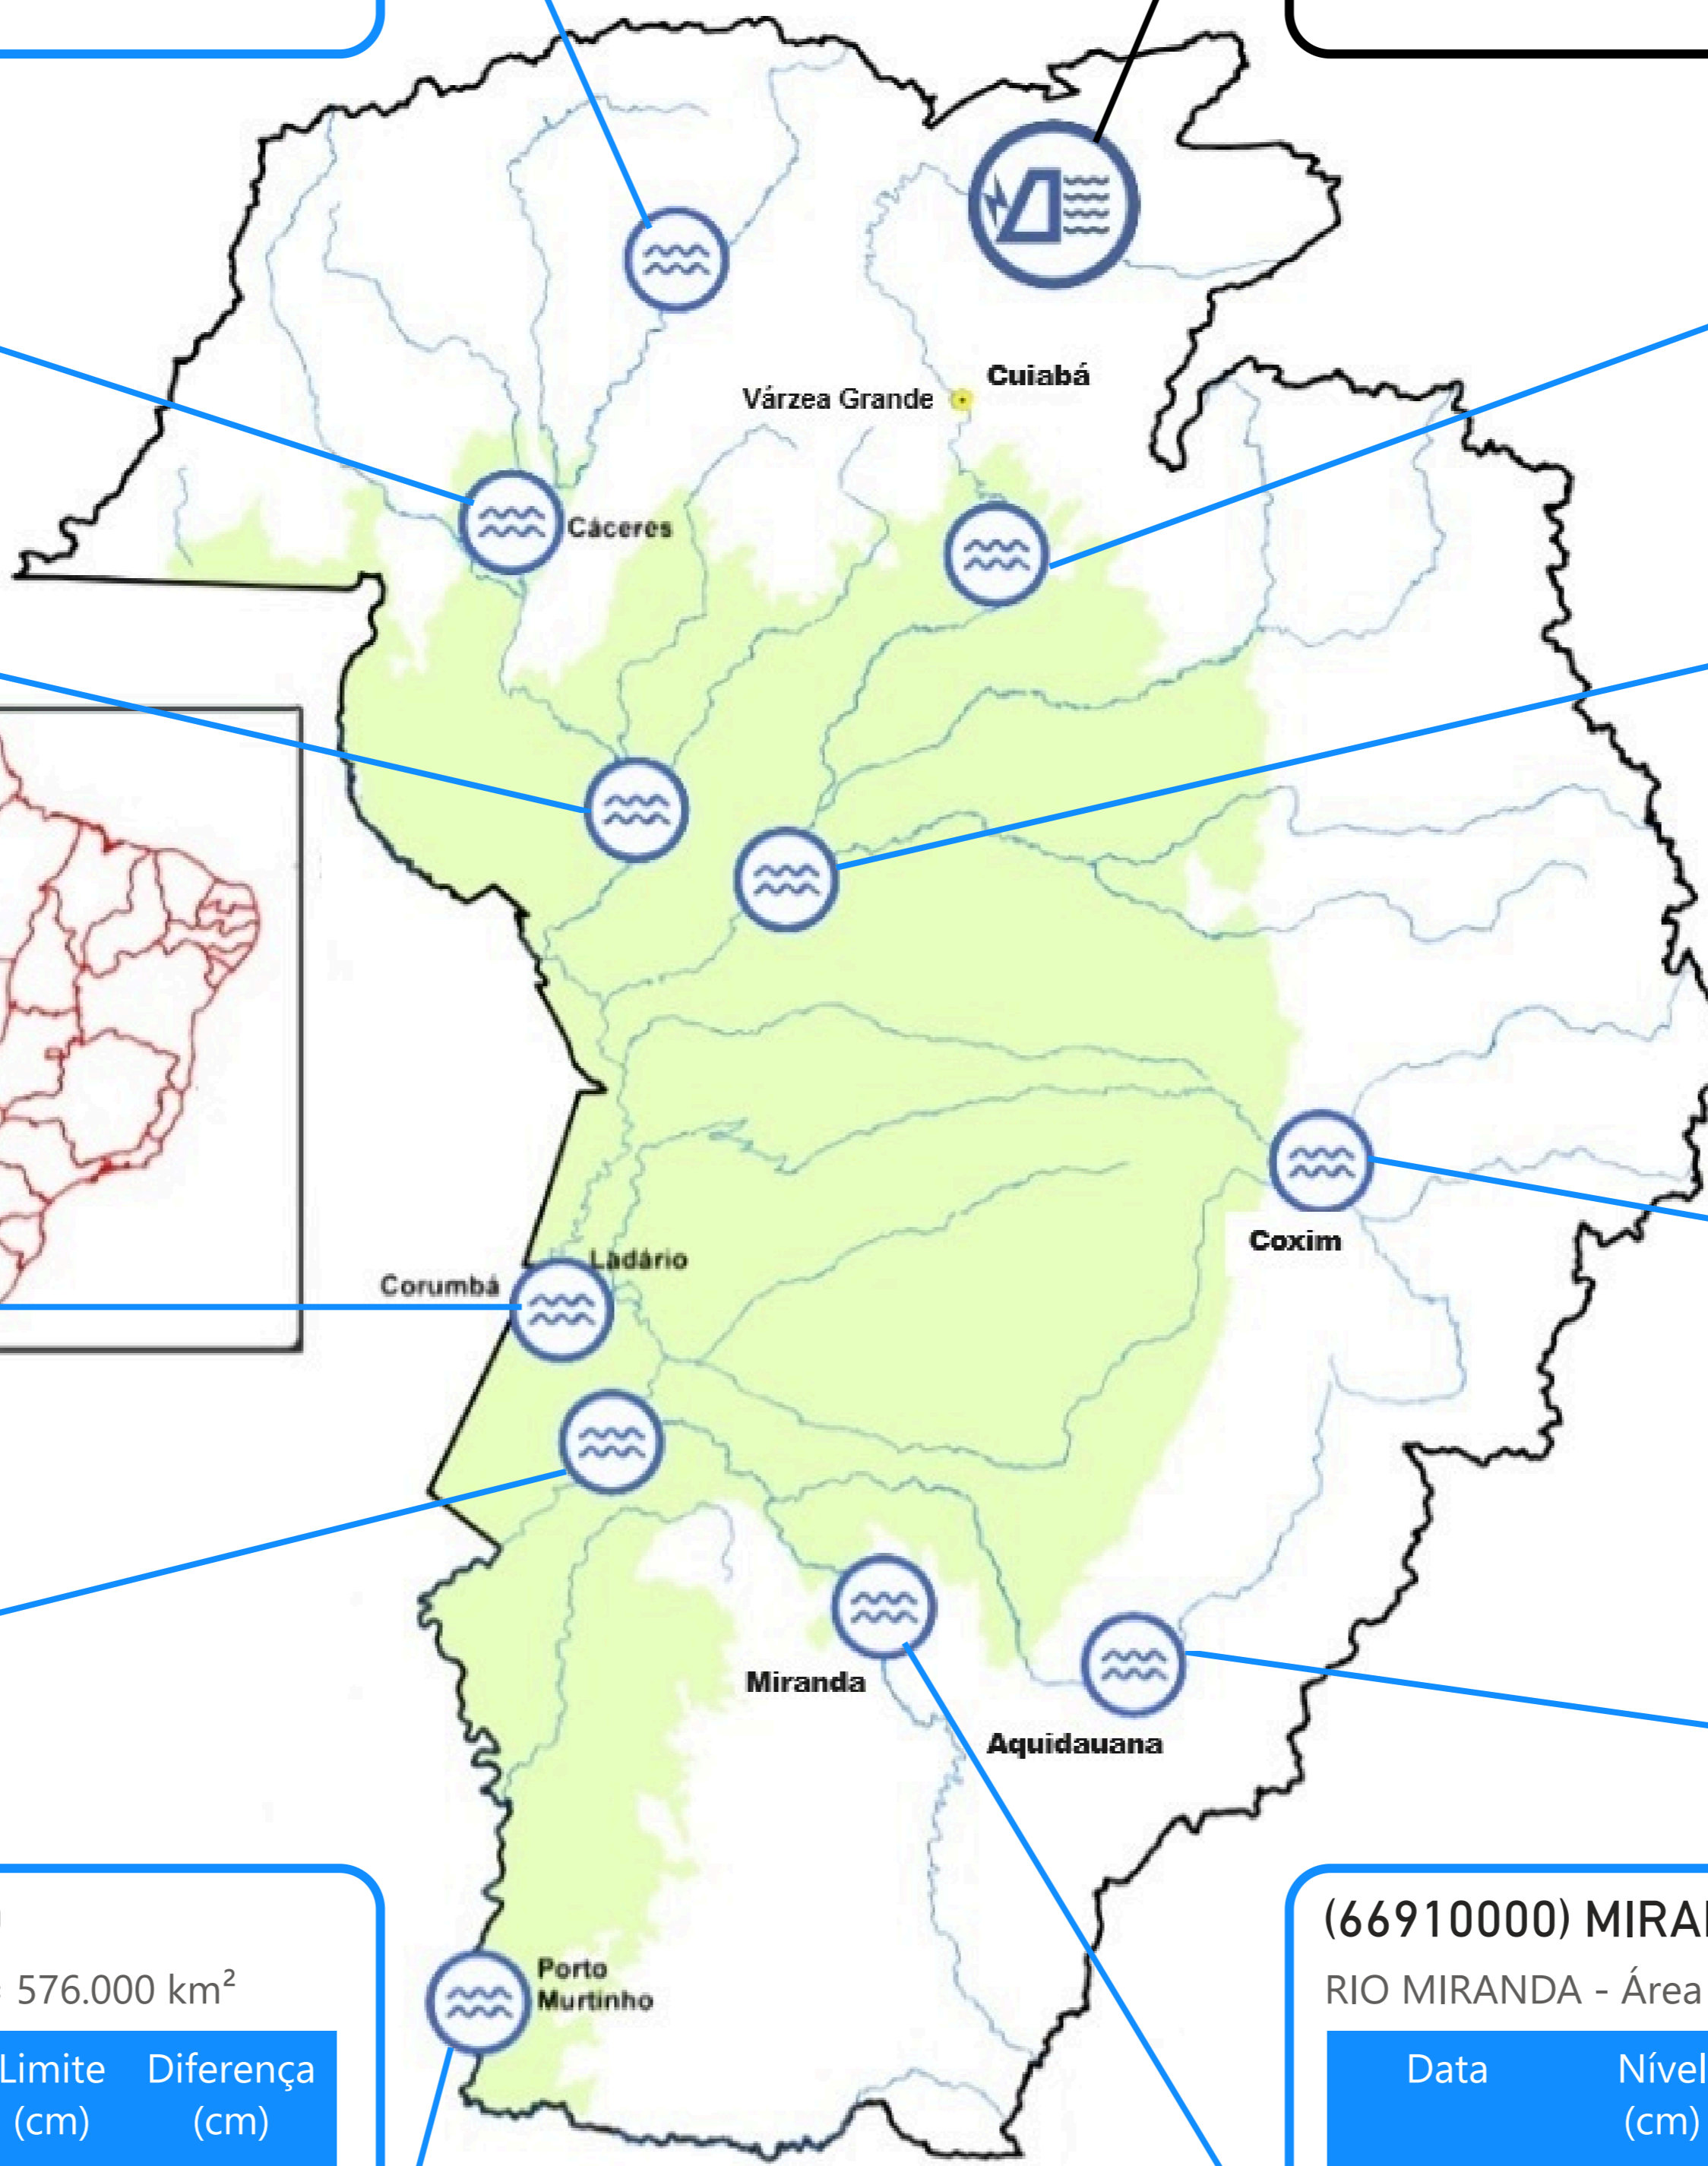 Cuiabá
Várzea Grande
Cáceres
Coxim
Ladário
Corumbá
Miranda
Aquidauana
Porto
Murtinho
576.000 km²
Limite
(cm)
Diferença
(cm)
(66910000) MIRA
RIO MIRANDA - Área
Data
Nível
(cm)